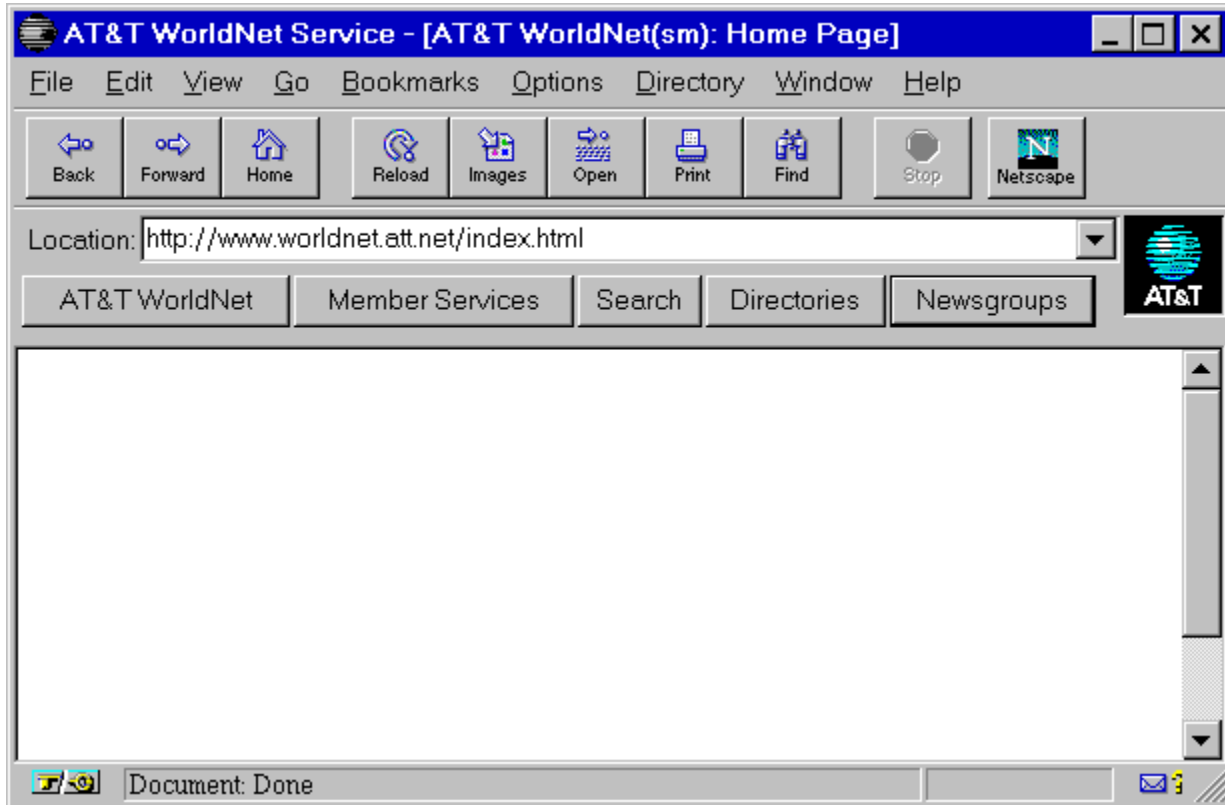 AT&T WorldNet Service - [AT&T WorldNet(sm): Home Page]
File Edit View Go Bookmarks Options Directory Window Help
Back Forward Home Reload Images Open Print Find Stop N Netscape
Location: http://www.worldnet.att.net/index.html
AT&T WorldNet Member Services Search Directories Newsgroups AT&T
Document: Done
?